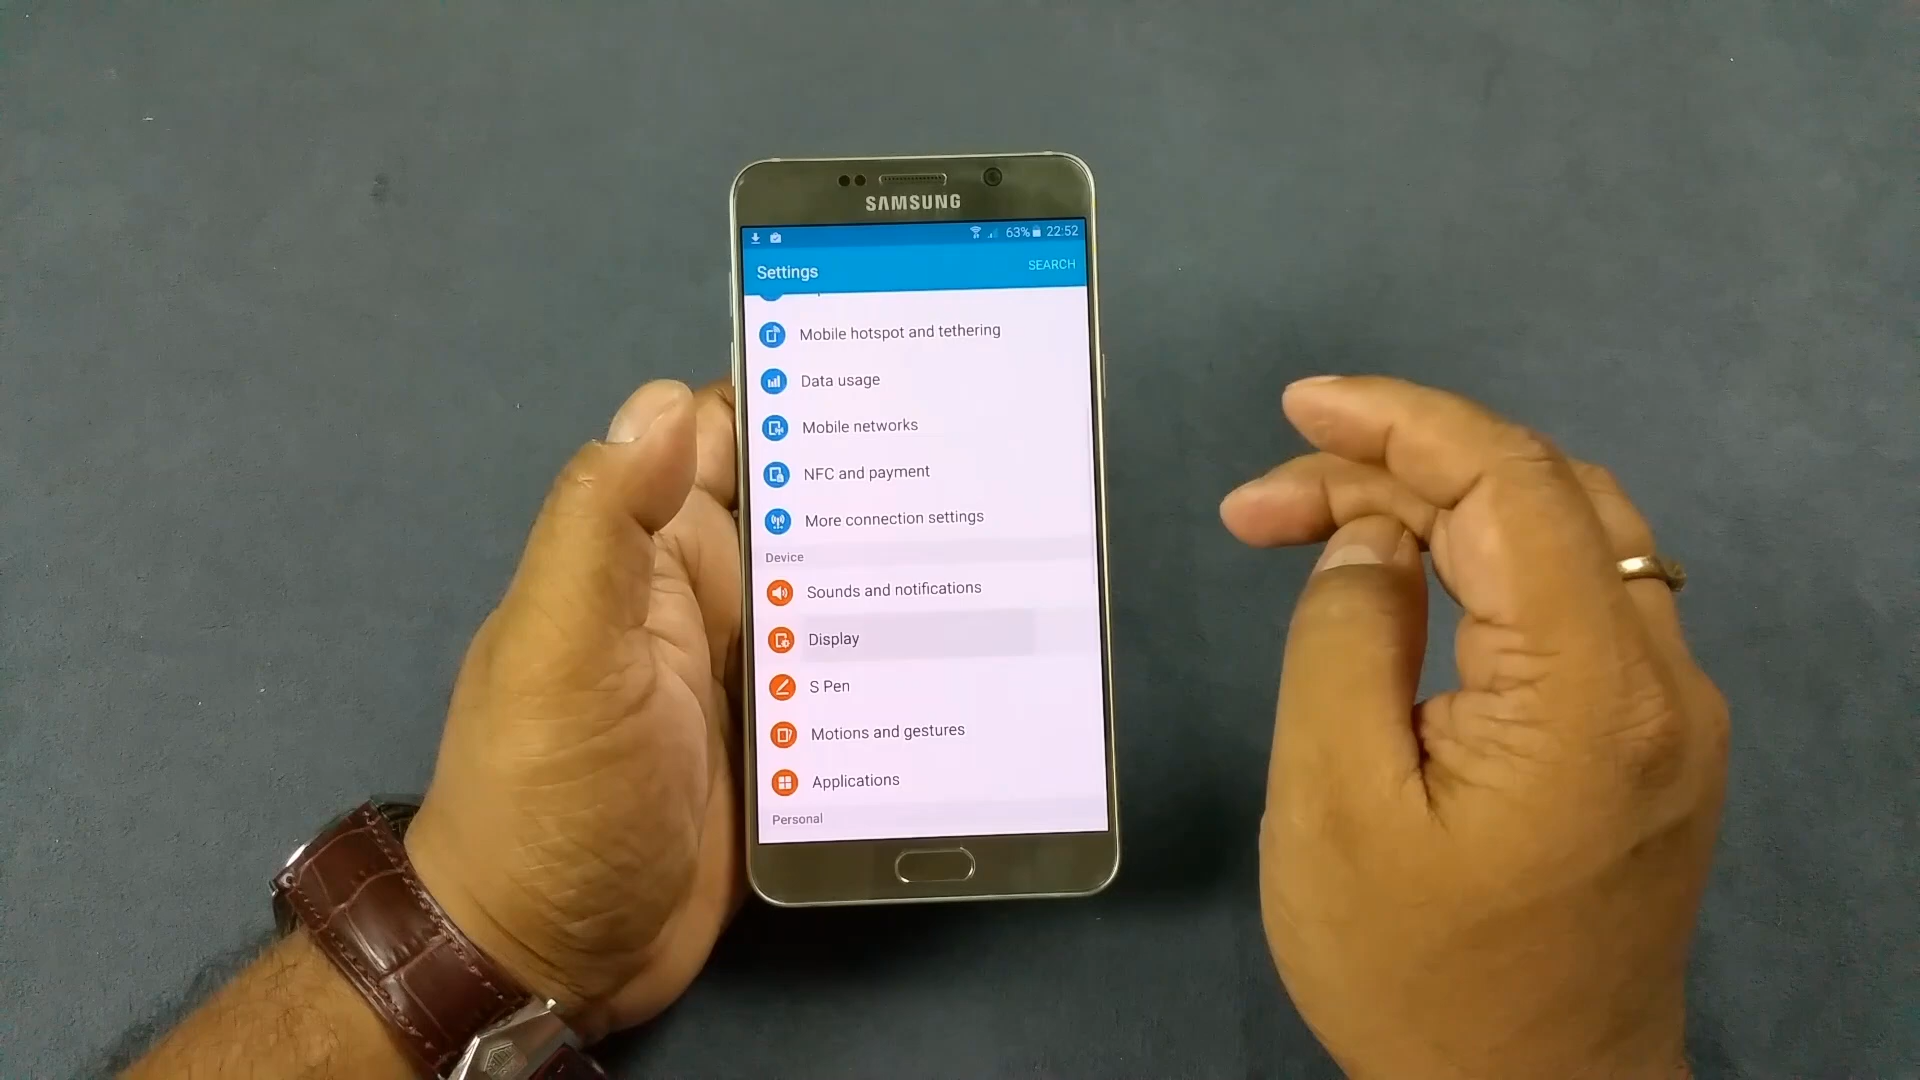 SAMSUNG
63% 22:52
Settings SEARCH
Mobile hotspot and tethering
Data usage
Mobile networks
NFC and payment
More connection settings
Device
Sounds and notifications
Display
S Pen
Motions and gestures
Applications
Personal